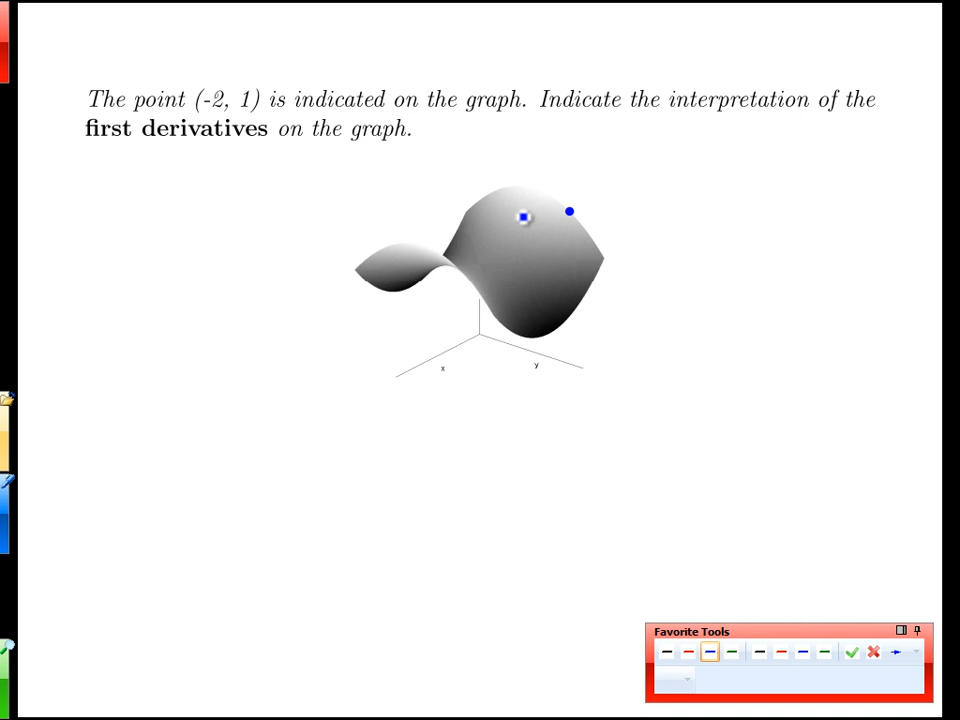 The point (-2, 1) is indicated on the graph. Indicate the interpretation of the
first derivatives on the graph.
x
y
Favorite Tools